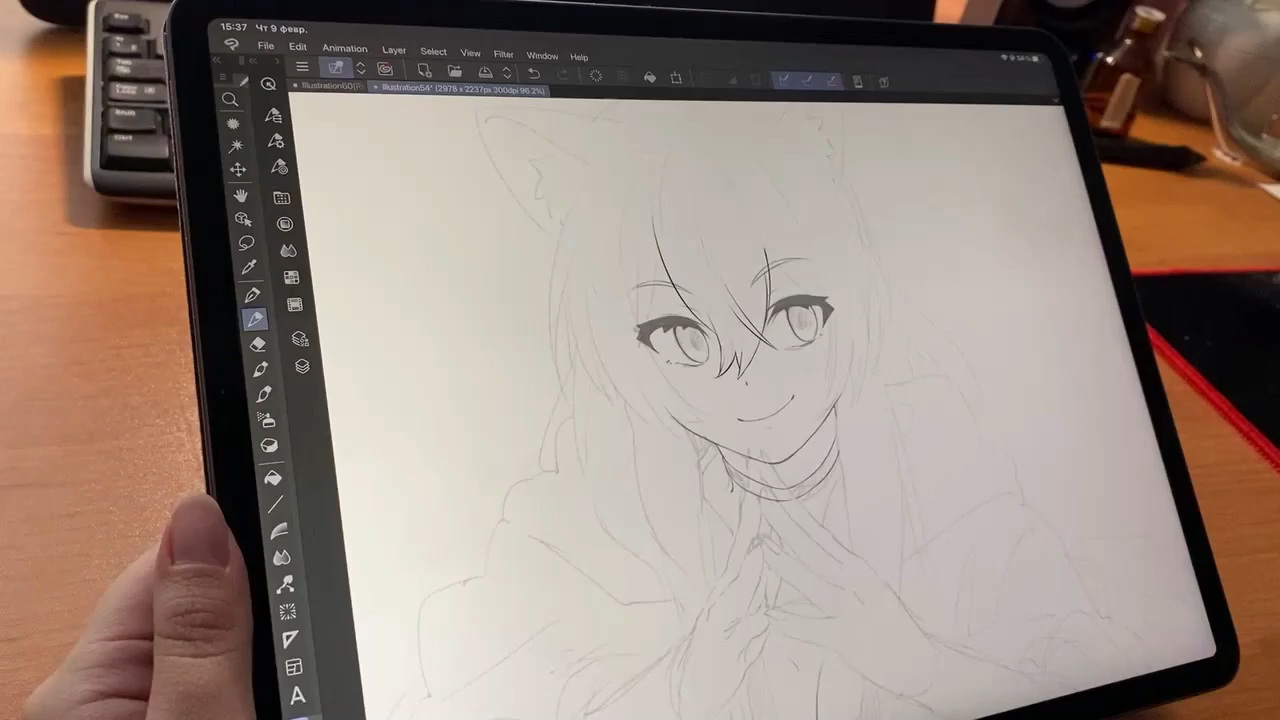 15:37 Чт 9 февр.
File Edit Animation Layer Select View Filter Window Help
Illustration54* (2978 x 2237px 300dpi 96.2%)
A